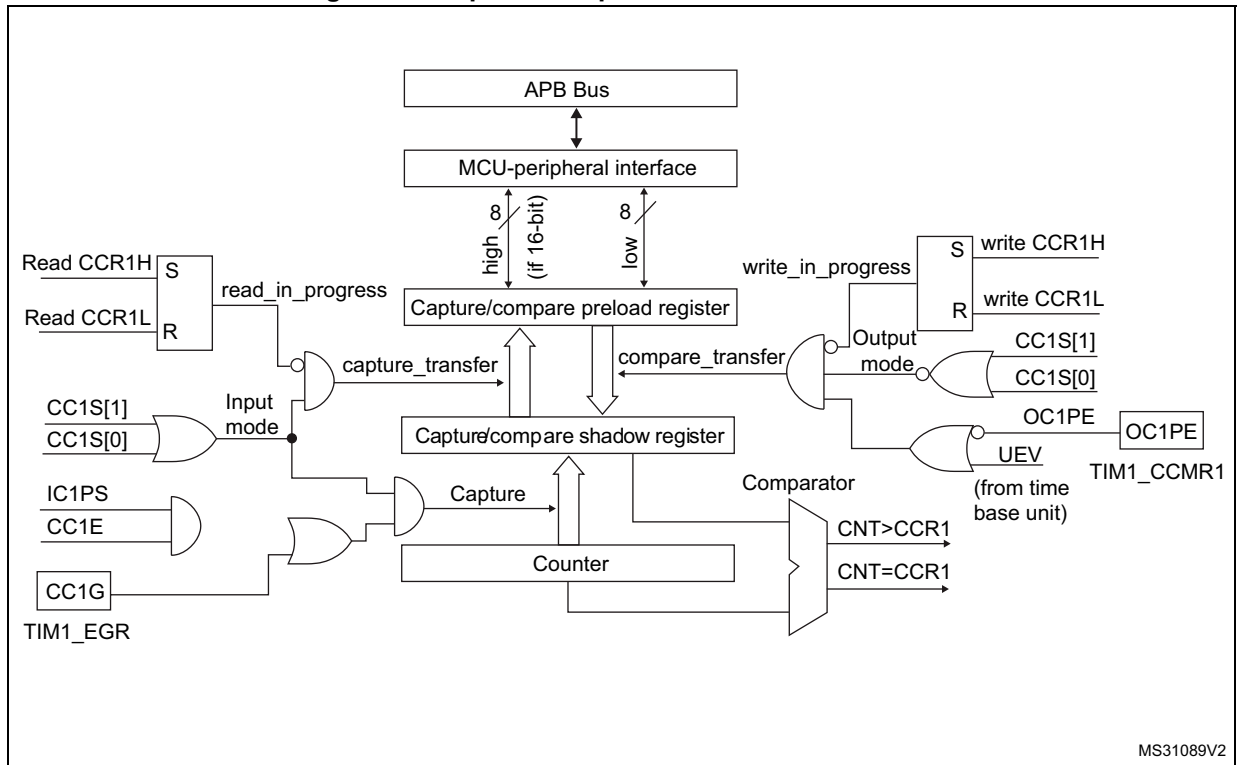 APB Bus
MCU-peripheral interface
8
high
(if 16-bit)
8
low
Read CCR1H
S
read_in_progress
Read CCR1L
R
write_in_progress
S
write CCR1H
R
write CCR1L
Capture/compare preload register
capture_transfer
compare_transfer
Output
mode
CC1S[1]
CC1S[0]
CC1S[1]
CC1S[0]
Input
mode
Capture/compare shadow register
OC1PE
OC1PE
UEV
TIM1_CCMR1
(from time
base unit)
IC1PS
CC1E
Capture
Comparator
CNT>CCR1
CNT=CCR1
Counter
CC1G
TIM1_EGR
MS31089V2